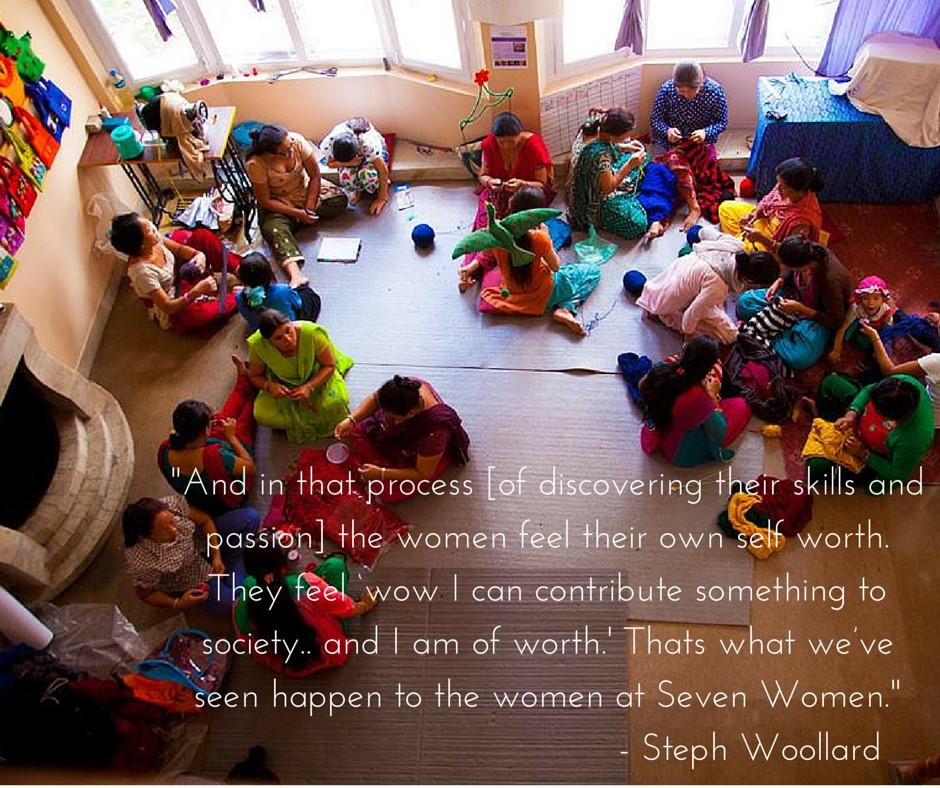 "And in that process [of discovering their skills and
passion] the women feel their own self worth.
They feel 'wow I can contribute something to
society.. and I am of worth.' Thats what we've
seen happen to the women at Seven Women."
- Steph Woollard